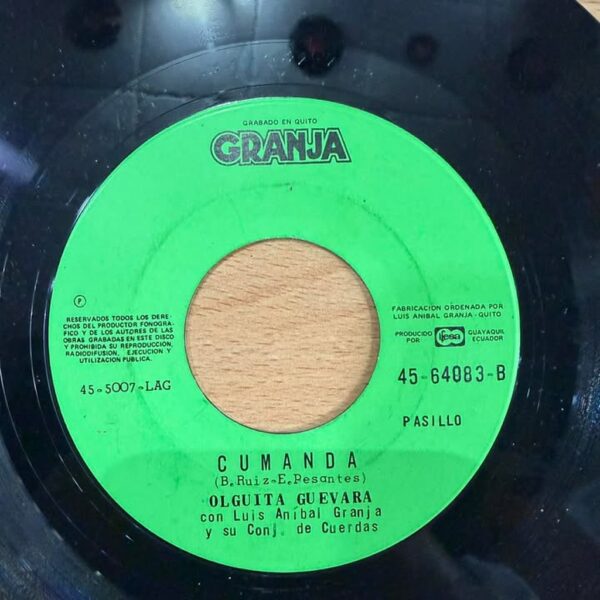 GRABADO EN QUITO
GRANJA
P
RESERVADOS TODOS LOS DERE-
CHOS DEL PRODUCTOR FONOGRA-
FICO Y DE LOS AUTORES DE LAS
OBRAS GRABADAS EN ESTE DISCO
Y PROHIBIDA SU REPRODUCCION,
RADIODIFUSION, EJECUCION Y
UTILIZACION PUBLICA.
45-5007-LAG
FABRICACION ORDENADA POR
LUIS ANIBAL GRANJA-QUITO
PRODUCIDO
POR
fesa
GUAYAQUIL
ECUADOR
45-64083-B
PASILLO
CUMANDA
(B.Ruiz-E.Pesantes)
OLGUITA GUEVARA
con Luis Aníbal Granja
y su Conj. de Cuerdas